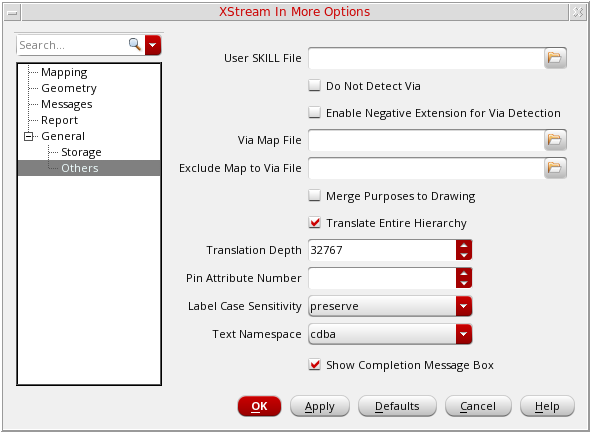 XStream In More Options
Search...
Mapping
Geometry
Messages
Report
General
Storage
Others
User SKILL File
Do Not Detect Via
Enable Negative Extension for Via Detection
Via Map File
Exclude Map to Via File
Merge Purposes to Drawing
Translate Entire Hierarchy
Translation Depth 32767
Pin Attribute Number
Label Case Sensitivity preserve
Text Namespace cdba
Show Completion Message Box
OK Apply Defaults Cancel Help